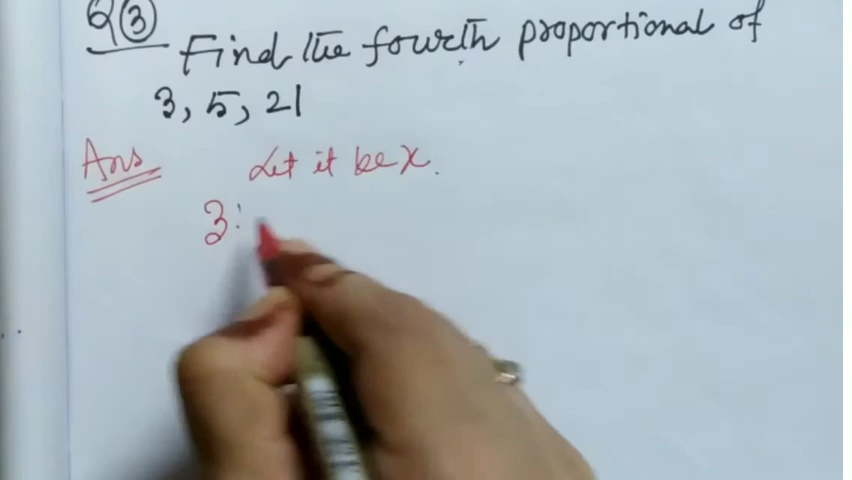 Q③ Find the fourth proportional of
3, 5, 21
Ans Let it be x.
3: